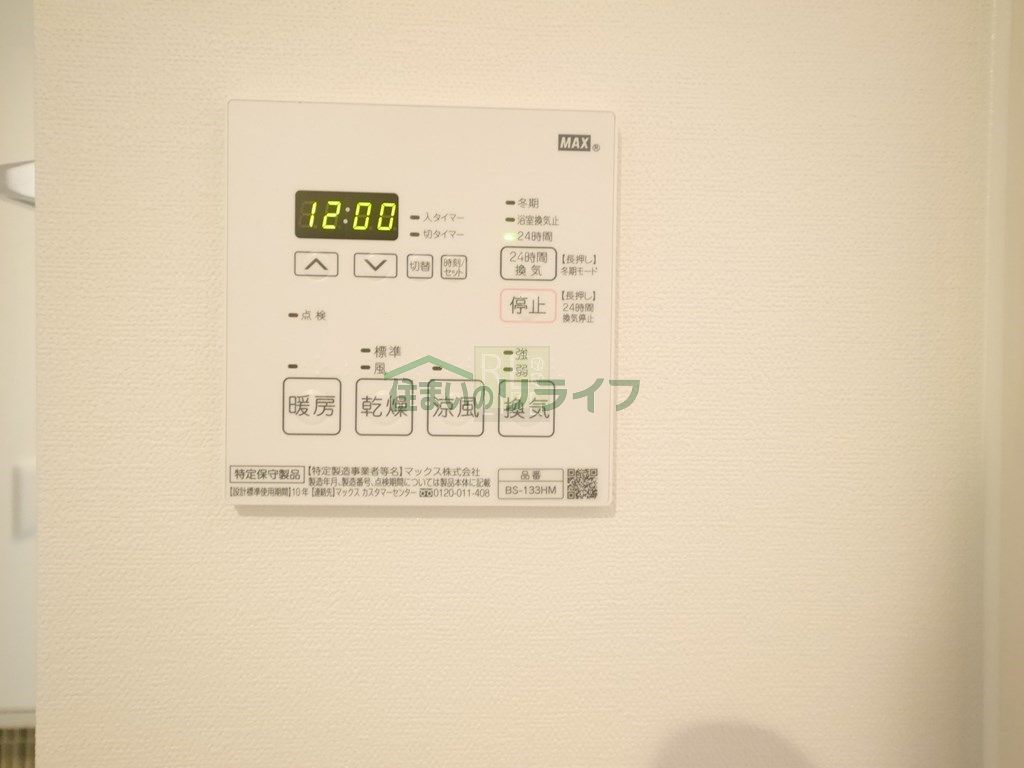 MAX®
12:00
入タイマー
切タイマー
冬期
浴室換気止
24時間
切替
時刻/セット
24時間
換気
【長押し】
冬期モード
停止
【長押し】
24時間
換気停止
点検
標準
風
強
弱
暖房
乾燥
涼風
換気
住まいのリライフ
特定保守製品
【特定製造事業者等名】マックス株式会社
製造年月、製造番号、点検期間については製品本体に記載
【設計標準使用期間】10年【連絡先】マックス カスタマーセンター 0120-011-408
品番
BS-133HM